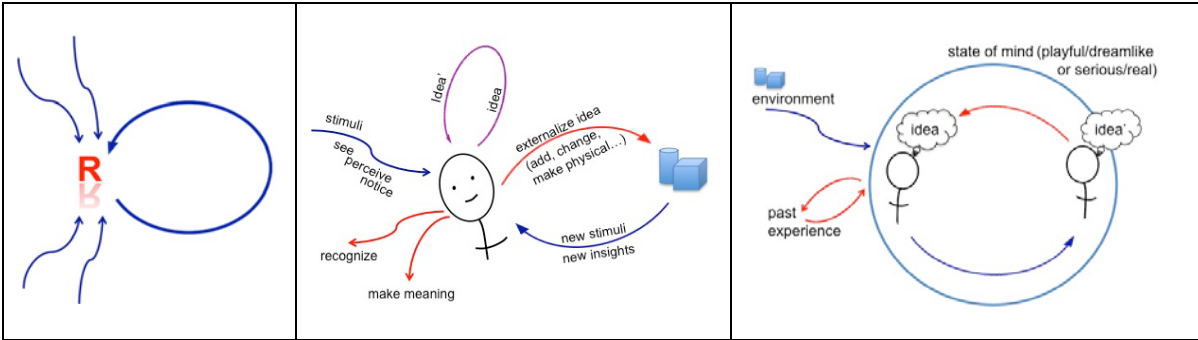 R
Idea'
idea
stimuli
see
perceive
notice
externalize idea
(add, change,
make physical...)
new stimuli
new insights
recognize
make meaning
state of mind (playful/dreamlike
or serious/real)
environment
idea
idea'
past
experience